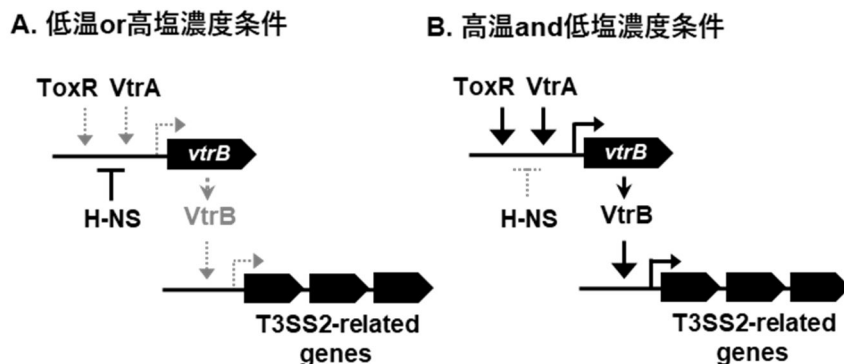 A. 低温or高塩濃度条件
ToxR VtrA
vtrB
H-NS
VtrB
T3SS2-related
genes
B. 高温and低塩濃度条件
ToxR VtrA
vtrB
H-NS
VtrB
T3SS2-related
genes